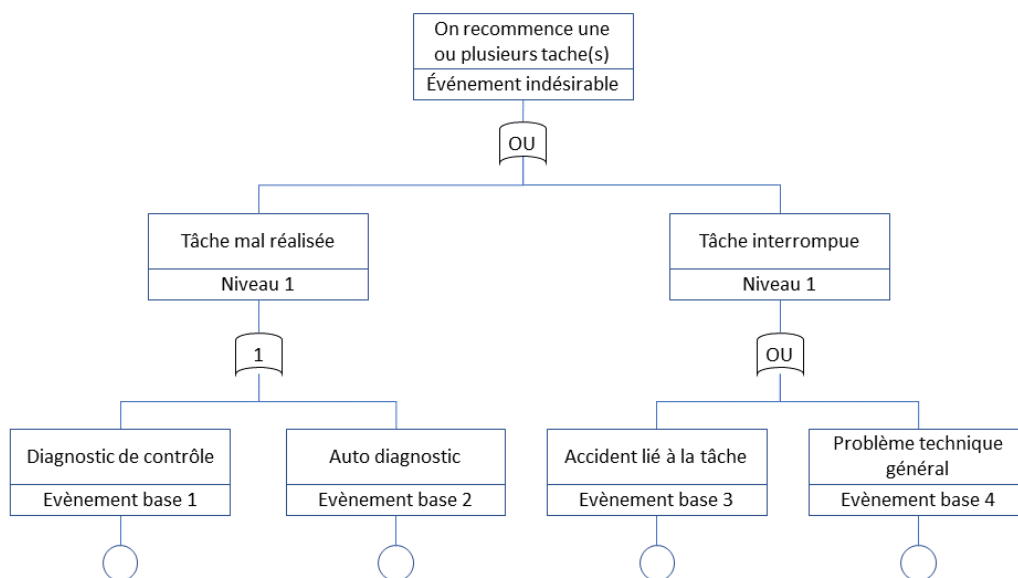 On recommence une
ou plusieurs tache(s)
Événement indésirable
OU
Tâche mal réalisée
Niveau 1
Tâche interrompue
Niveau 1
1
OU
Diagnostic de contrôle
Evènement base 1
Auto diagnostic
Evènement base 2
Accident lié à la tâche
Evènement base 3
Problème technique
général
Evènement base 4